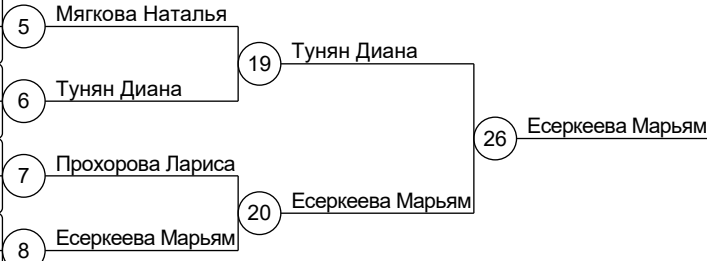 5 Мягкова Наталья
19 Тунян Диана
6 Тунян Диана
26 Есеркеева Марьям
7 Прохорова Лариса
20 Есеркеева Марьям
8 Есеркеева Марьям